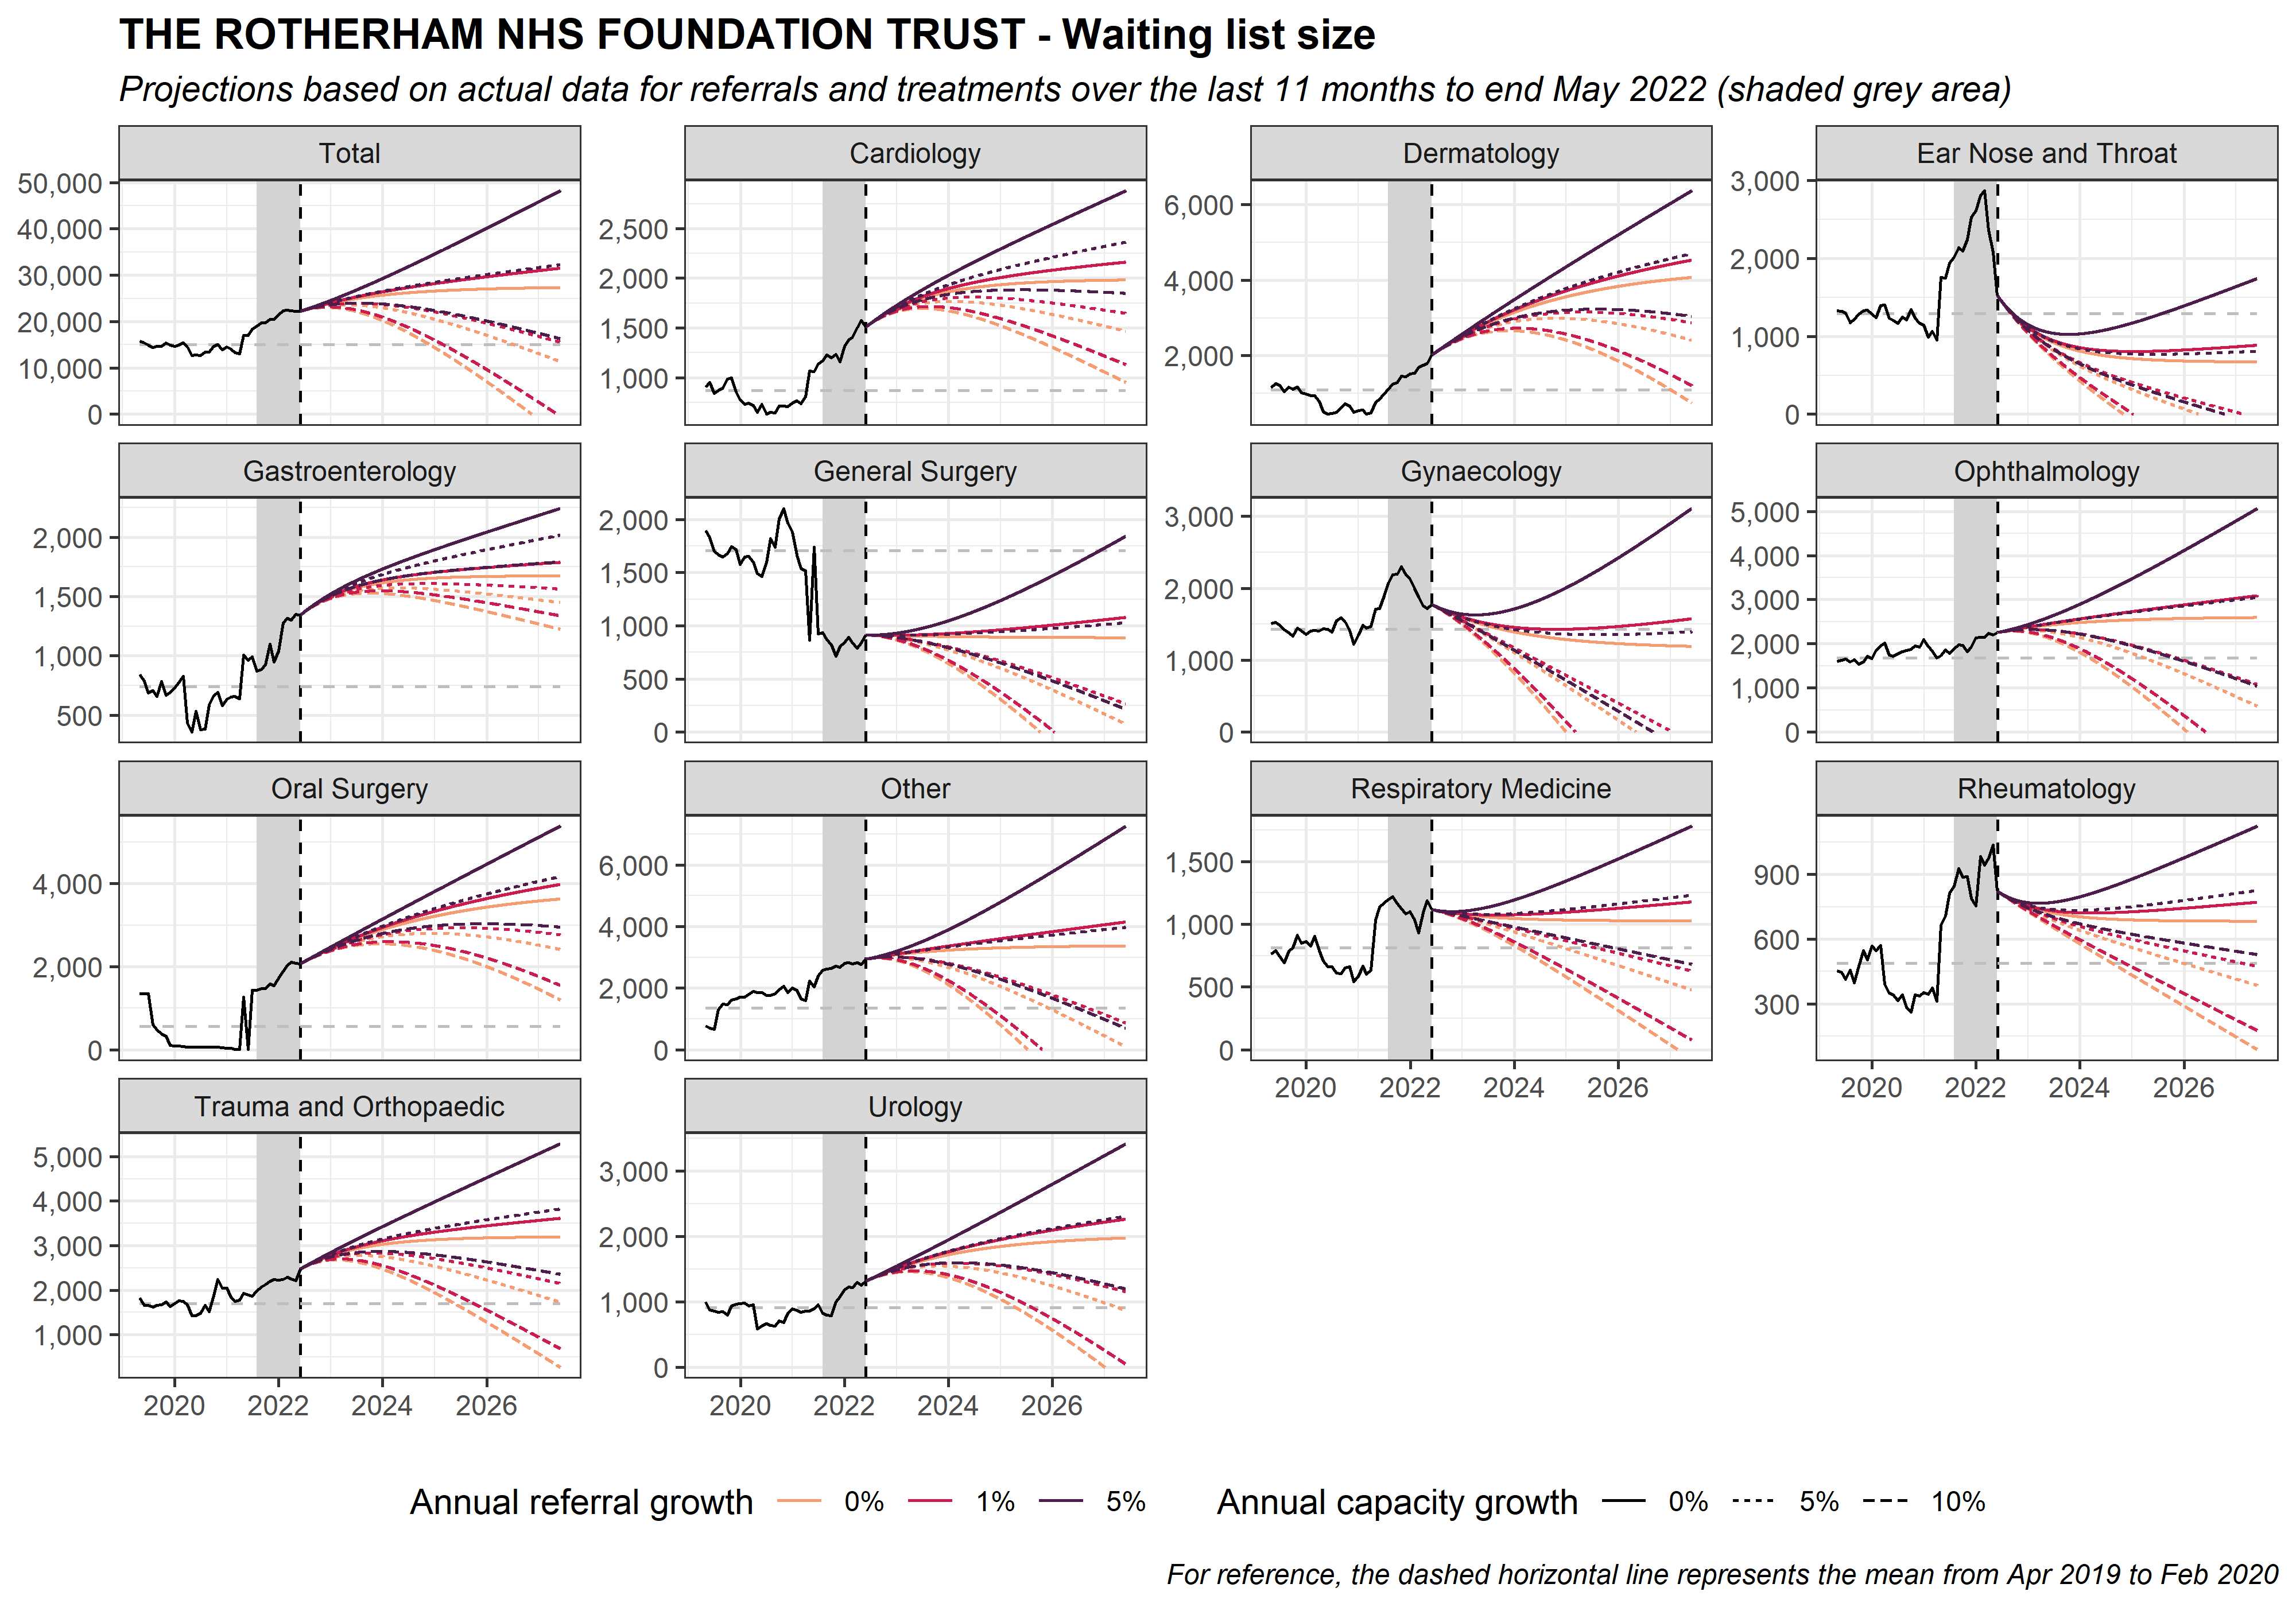 THE ROTHERHAM NHS FOUNDATION TRUST - Waiting list size
Projections based on actual data for referrals and treatments over the last 11 months to end May 2022 (shaded grey area)
Total
50,000
40,000
30,000
20,000
10,000
0
Cardiology
2,500
2,000
1,500
1,000
Dermatology
6,000
4,000
2,000
Ear Nose and Throat
3,000
2,000
1,000
0
Gastroenterology
2,000
1,500
1,000
500
General Surgery
2,000
1,500
1,000
500
0
Gynaecology
3,000
2,000
1,000
0
Ophthalmology
5,000
4,000
3,000
2,000
1,000
0
Oral Surgery
4,000
2,000
0
Other
6,000
4,000
2,000
0
Respiratory Medicine
1,500
1,000
500
0
2020 2022 2024 2026
Rheumatology
900
600
300
2020 2022 2024 2026
Trauma and Orthopaedic
5,000
4,000
3,000
2,000
1,000
2020 2022 2024 2026
Urology
3,000
2,000
1,000
0
2020 2022 2024 2026
Annual referral growth 0% 1% 5%
Annual capacity growth 0% 5% 10%
For reference, the dashed horizontal line represents the mean from Apr 2019 to Feb 2020